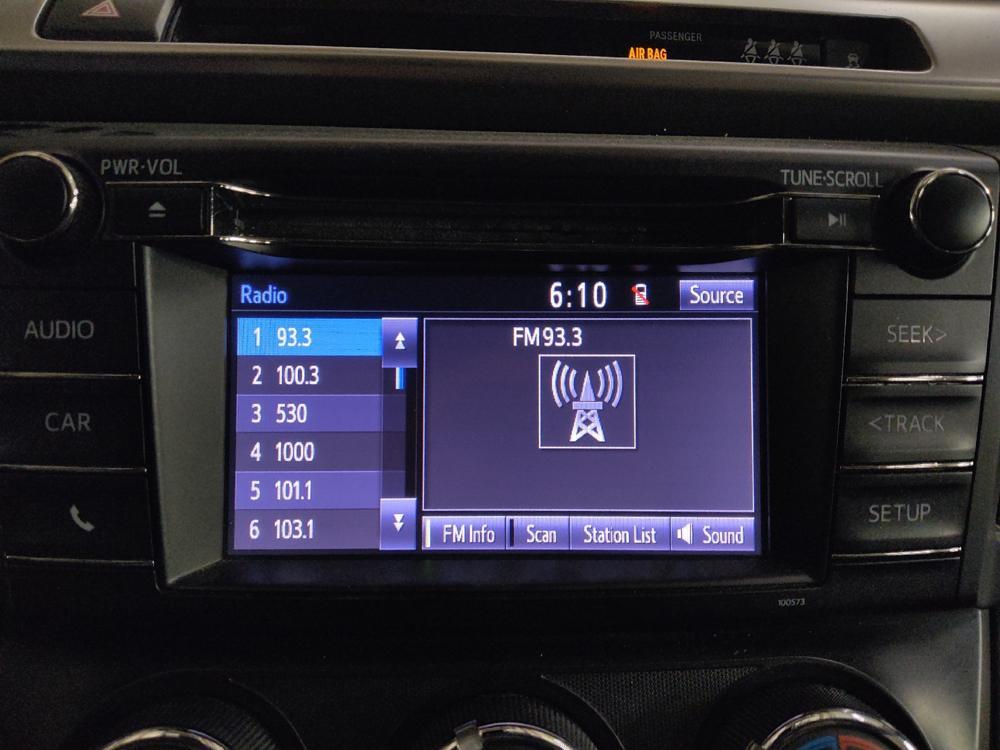 PASSENGER
AIR BAG
PWR·VOL
TUNE·SCROLL
AUDIO
CAR
Radio
6:10
Source
1 93.3
2 100.3
3 530
4 1000
5 101.1
6 103.1
FM 93.3
FM Info
Scan
Station List
Sound
SEEK>
<TRACK
SETUP
100573